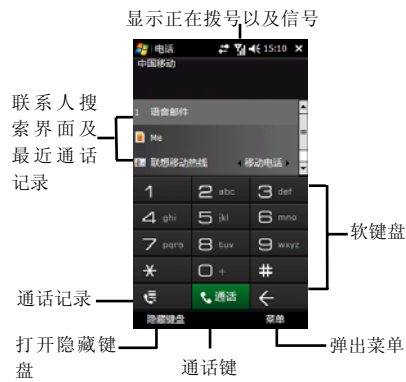 显示正在拨号以及信号
电话 15:10
中国移动
联系人搜
索界面及
最近通话
记录
1 语音邮件
Me
联想移动热线 移动电话
1 2 abc 3 def
4 ghi 5 jkl 6 mno
7 pqrs 8 tuv 9 wxyz
* 0 + #
软键盘
通话记录
通话
隐藏键盘 菜单
打开隐藏键
盘
通话键
弹出菜单